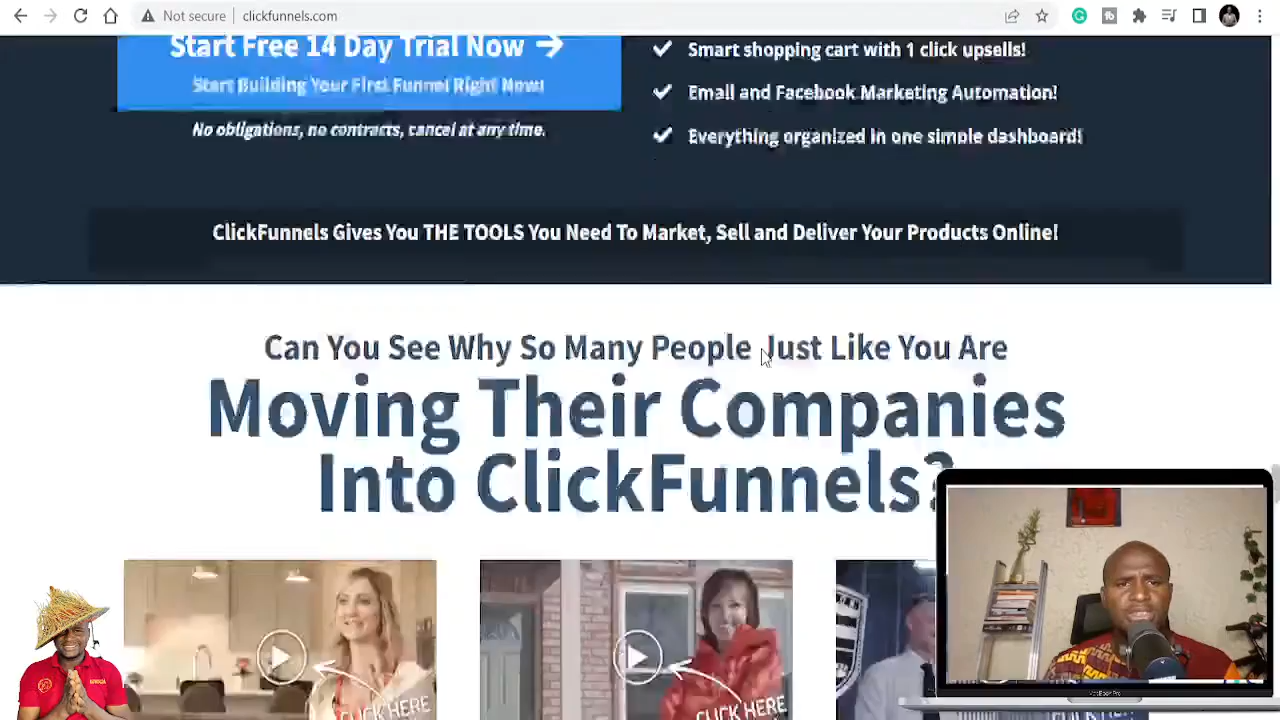 Not secure
clickfunnels.com
Start Free 14 Day Trial Now →
Start Building Your First Funnel Right Now!
No obligations, no contracts, cancel at any time.
Smart shopping cart with 1 click upsells!
Email and Facebook Marketing Automation!
Everything organized in one simple dashboard!
ClickFunnels Gives You THE TOOLS You Need To Market, Sell and Deliver Your Products Online!
Can You See Why So Many People Just Like You Are
Moving Their Companies
Into ClickFunnels?
CLICK HERE
CLICK HERE
MacBook Pro